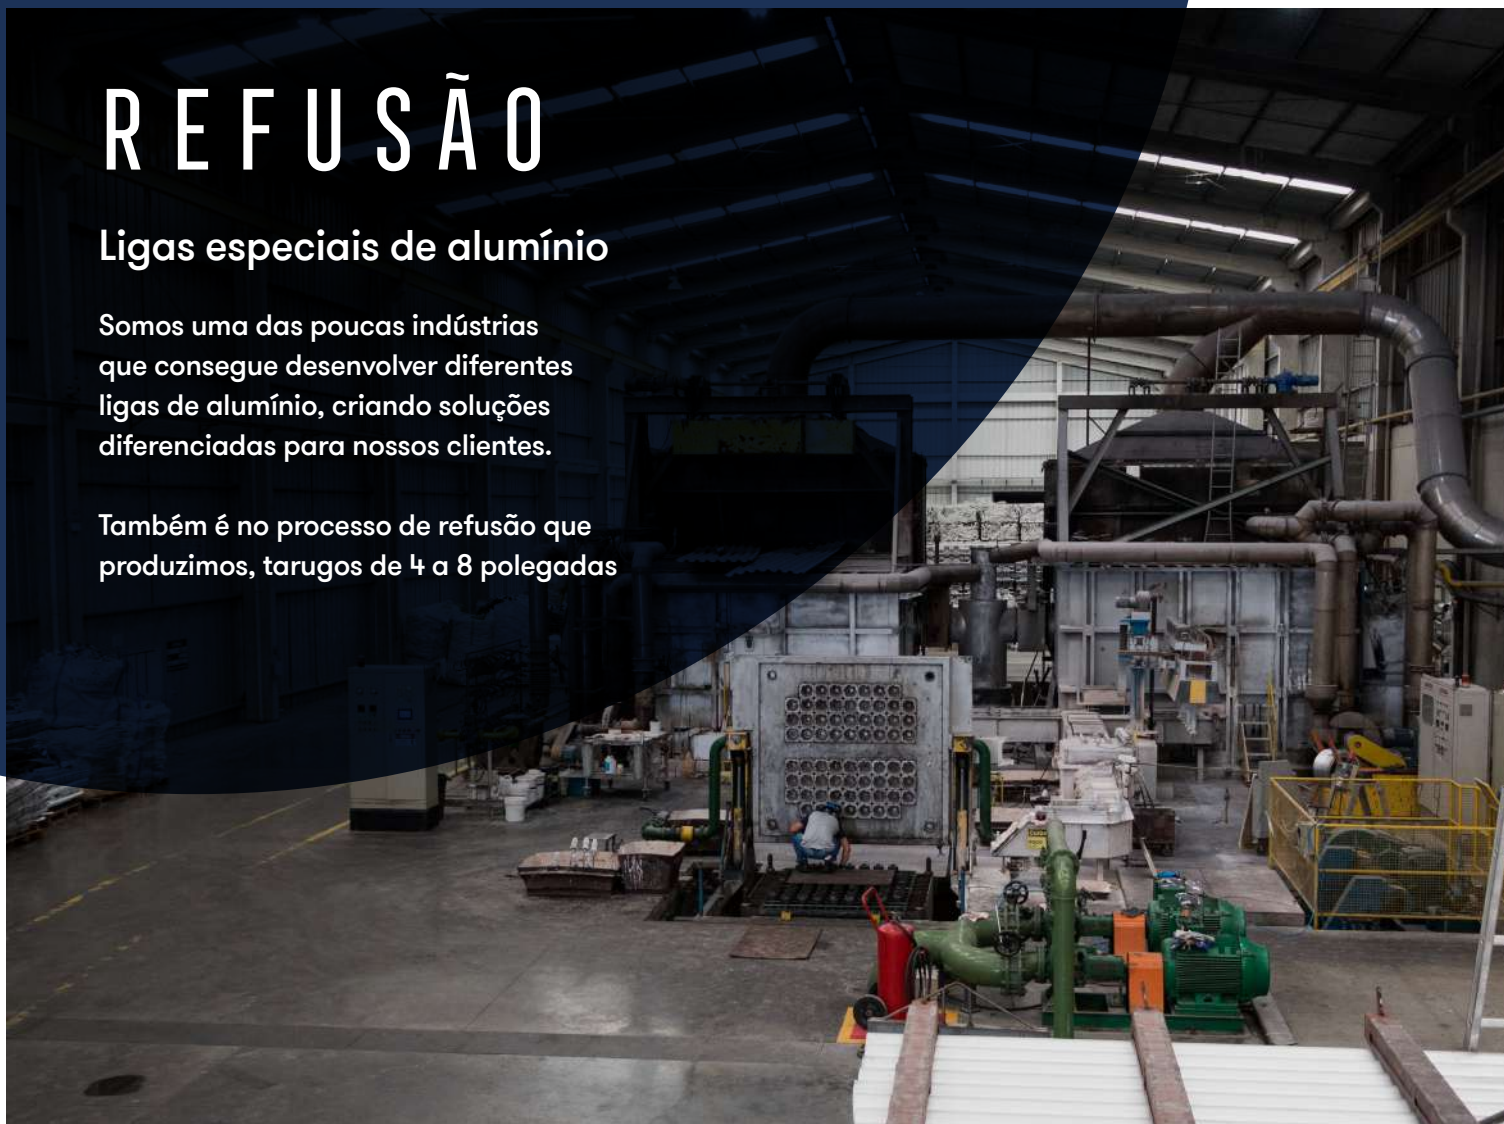 REFUSÃO
Ligas especiais de alumínio
Somos uma das poucas indústrias
que consegue desenvolver diferentes
ligas de alumínio, criando soluções
diferenciadas para nossos clientes.
Também é no processo de refusão que
produzimos, tarugos de 4 a 8 polegadas